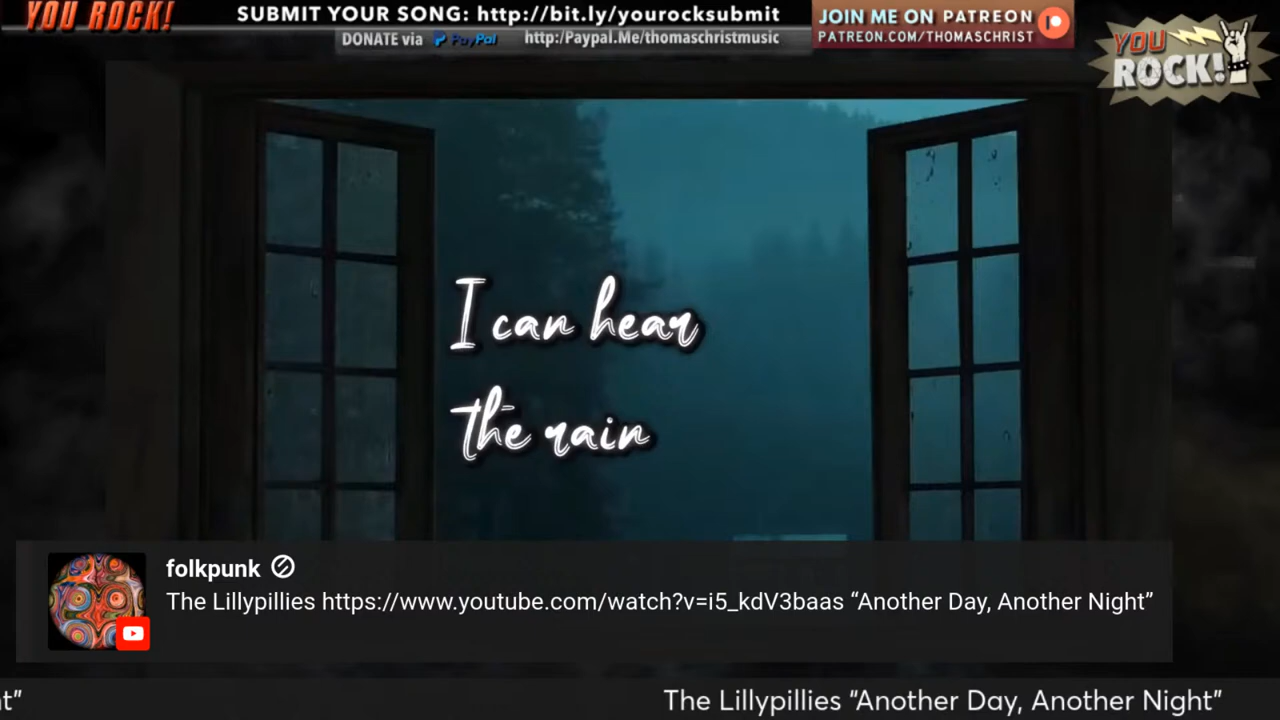 YOU ROCK!
SUBMIT YOUR SONG: http://bit.ly/yourocksubmit
DONATE via PayPal http:/Paypal.Me/thomaschristmusic
JOIN ME ON PATREON
PATREON.COM/THOMASCHRIST
YOU
ROCK!
I can hear
the rain
folkpunk
The Lillypillies https://www.youtube.com/watch?v=i5_kdV3baas “Another Day, Another Night”
t” The Lillypillies “Another Day, Another Night”